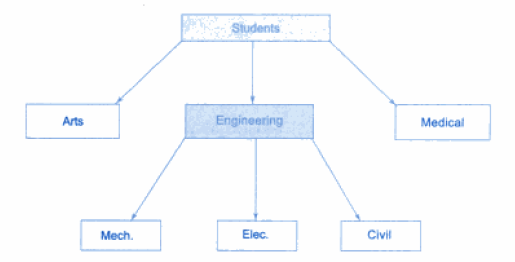 Students
Arts
Engineering
Medical
Mech.
Elec.
Civil